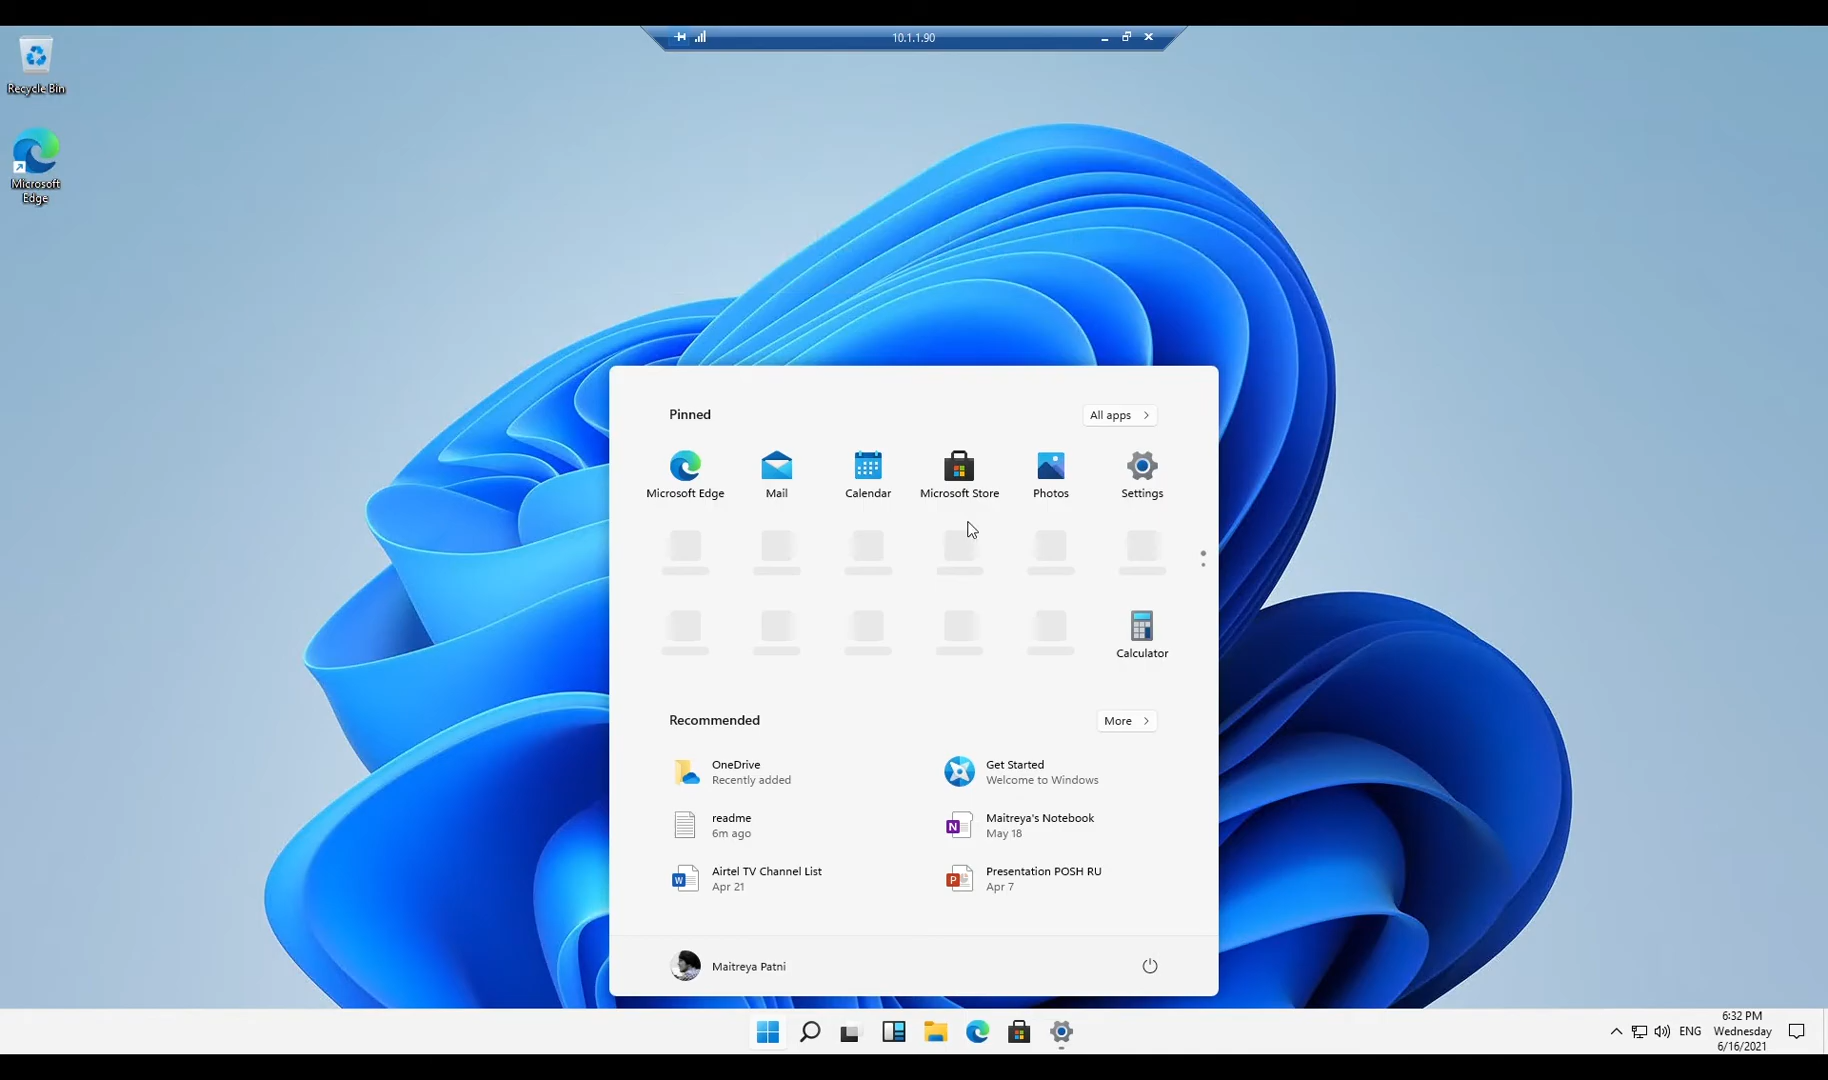 10.1.1.90
Recycle Bin
Microsoft
Edge
Pinned
All apps
Microsoft Edge
Mail
Calendar
Microsoft Store
Photos
Settings
Calculator
Recommended
More
OneDrive
Recently added
Get Started
Welcome to Windows
readme
6m ago
Maitreya's Notebook
May 18
Airtel TV Channel List
Apr 21
Presentation POSH RU
Apr 7
Maitreya Patni
ENG
6:32 PM
Wednesday
6/16/2021